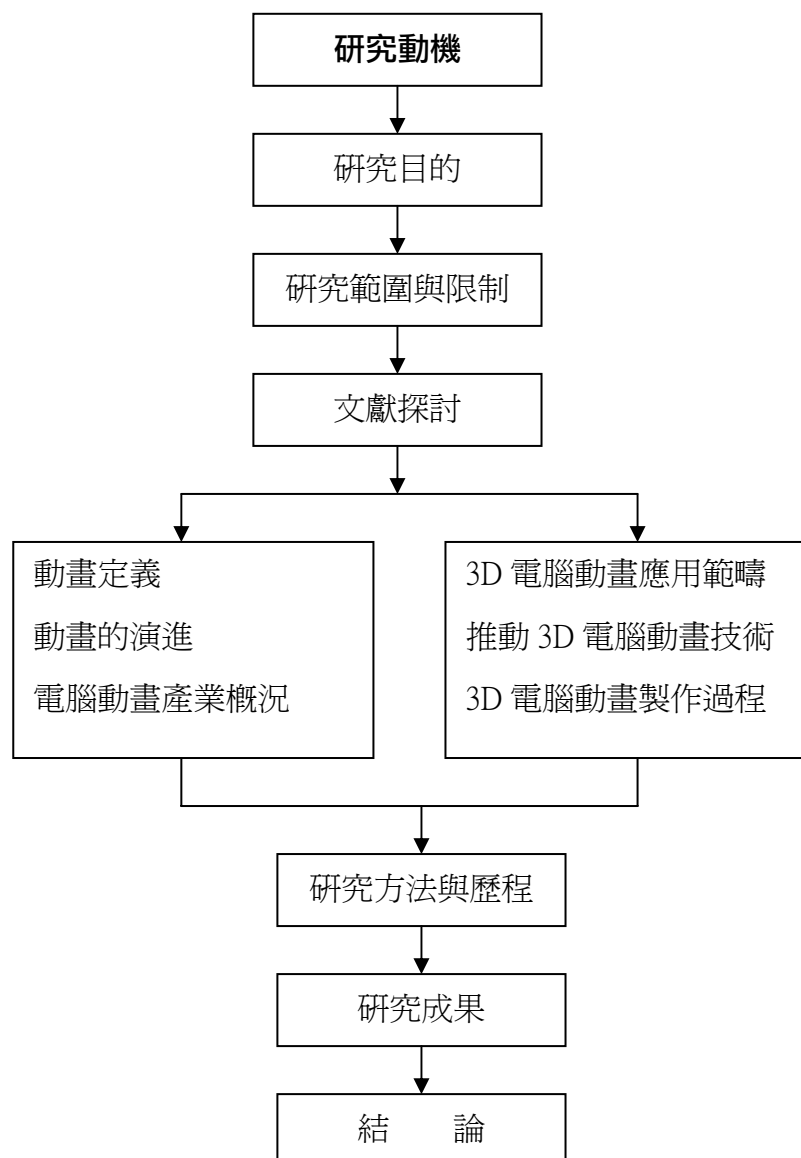 研究動機
研究目的
研究範圍與限制
文獻探討
動畫定義
動畫的演進
電腦動畫產業概況
3D 電腦動畫應用範疇
推動 3D 電腦動畫技術
3D 電腦動畫製作過程
研究方法與歷程
研究成果
結　　論